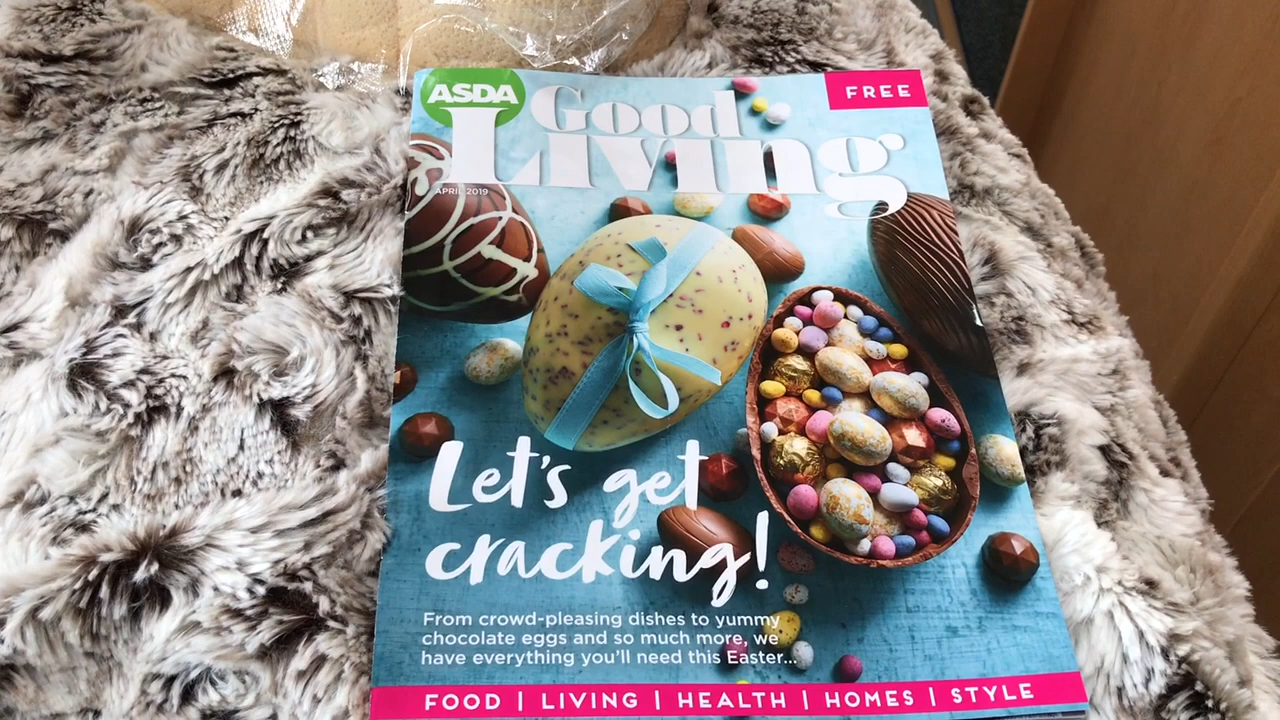 ASDA
FREE
Good
Living
APRIL 2019
Let's get
cracking!
From crowd-pleasing dishes to yummy
chocolate eggs and so much more, we
have everything you'll need this Easter...
FOOD | LIVING | HEALTH | HOMES | STYLE